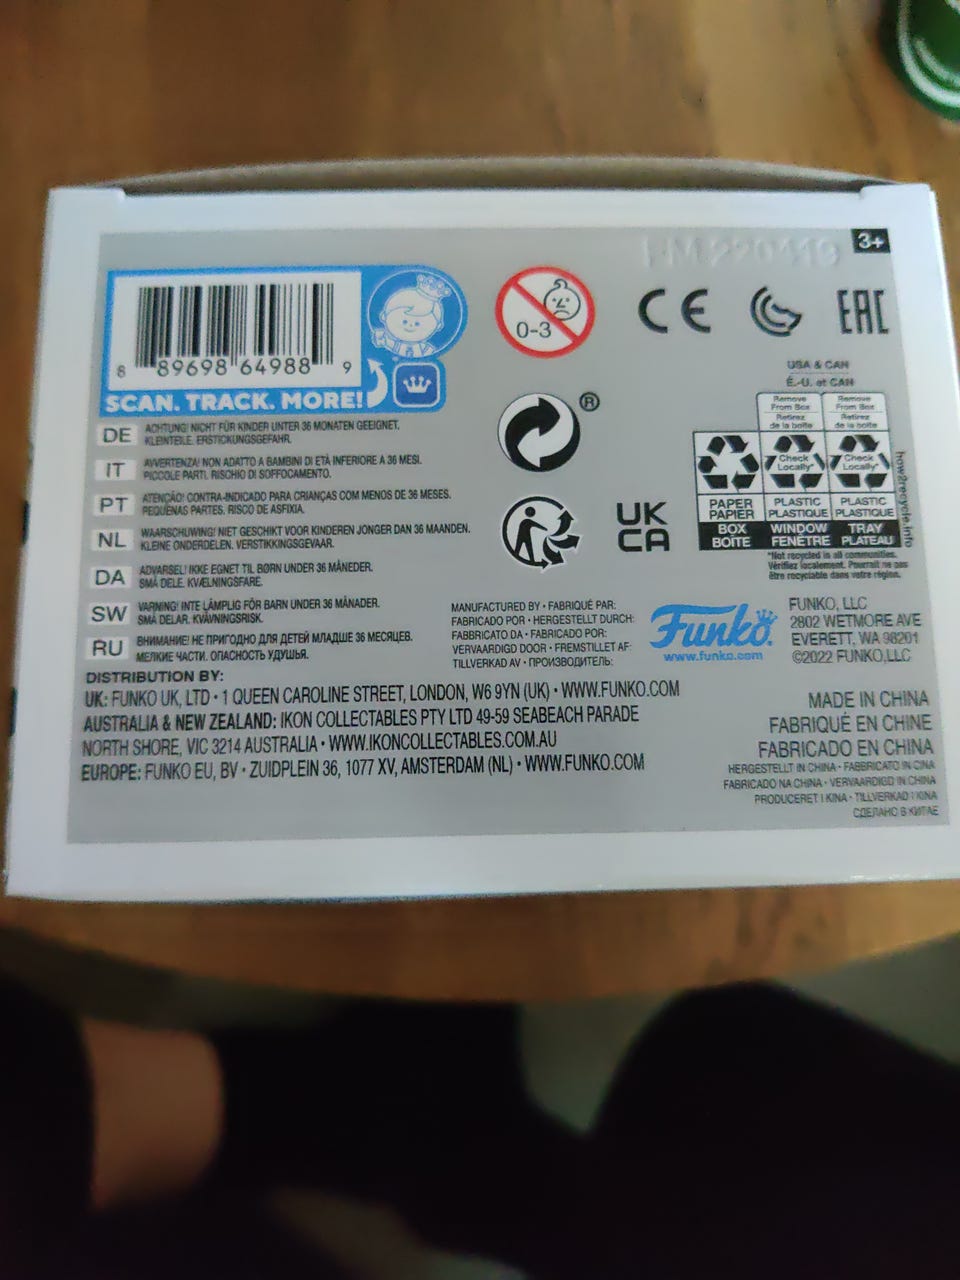 3+
8 89698 64988 9
SCAN. TRACK. MORE!
0-3
CE
EAC
®
UK
CA
USA & CAN
É.-U. et CAN
Remove
From Box
Retirez
de la boîte
Remove
From Box
Retirez
de la boîte
Check
Locally*
Check
Locally*
PAPER
PAPIER
PLASTIC
PLASTIQUE
PLASTIC
PLASTIQUE
BOX
BOÎTE
WINDOW
FENÊTRE
TRAY
PLATEAU
how2recycle.info
*Not recycled in all communities.
Vérifiez localement. Pourrait ne pas
être recyclable dans votre région.
DE ACHTUNG! NICHT FÜR KINDER UNTER 36 MONATEN GEEIGNET.
KLEINTEILE. ERSTICKUNGSGEFAHR.
IT AVVERTENZA! NON ADATTO A BAMBINI DI ETÀ INFERIORE A 36 MESI.
PICCOLE PARTI. RISCHIO DI SOFFOCAMENTO.
PT ATENÇÃO! CONTRA-INDICADO PARA CRIANÇAS COM MENOS DE 36 MESES.
PEQUENAS PARTES. RISCO DE ASFIXIA.
NL WAARSCHUWING! NIET GESCHIKT VOOR KINDEREN JONGER DAN 36 MAANDEN.
KLEINE ONDERDELEN. VERSTIKKINGSGEVAAR.
DA ADVARSEL! IKKE EGNET TIL BØRN UNDER 36 MÅNEDER.
SMÅ DELE. KVÆLNINGSFARE.
SW VARNING! INTE LÄMPLIG FÖR BARN UNDER 36 MÅNADER.
SMÅ DELAR. KVÄVNINGSRISK.
RU ВНИМАНИЕ! НЕ ПРИГОДНО ДЛЯ ДЕТЕЙ МЛАДШЕ 36 МЕСЯЦЕВ.
МЕЛКИЕ ЧАСТИ. ОПАСНОСТЬ УДУШЬЯ.
MANUFACTURED BY • FABRIQUÉ PAR:
FABRICADO POR • HERGESTELLT DURCH:
FABBRICATO DA • FABRICADO POR:
VERVAARDIGD DOOR • FREMSTILLET AF:
TILLVERKAD AV • ПРОИЗВОДИТЕЛЬ:
Funko®
www.funko.com
FUNKO, LLC
2802 WETMORE AVE
EVERETT, WA 98201
©2022 FUNKO,LLC
DISTRIBUTION BY:
UK: FUNKO UK, LTD • 1 QUEEN CAROLINE STREET, LONDON, W6 9YN (UK) • WWW.FUNKO.COM
AUSTRALIA & NEW ZEALAND: IKON COLLECTABLES PTY LTD 49-59 SEABEACH PARADE
NORTH SHORE, VIC 3214 AUSTRALIA • WWW.IKONCOLLECTABLES.COM.AU
EUROPE: FUNKO EU, BV • ZUIDPLEIN 36, 1077 XV, AMSTERDAM (NL) • WWW.FUNKO.COM
MADE IN CHINA
FABRIQUÉ EN CHINE
FABRICADO EN CHINA
HERGESTELLT IN CHINA • FABBRICATO IN CINA
FABRICADO NA CHINA • VERVAARDIGD IN CHINA
PRODUCERET I KINA • TILLVERKAD I KINA
СДЕЛАНО В КИТАЕ